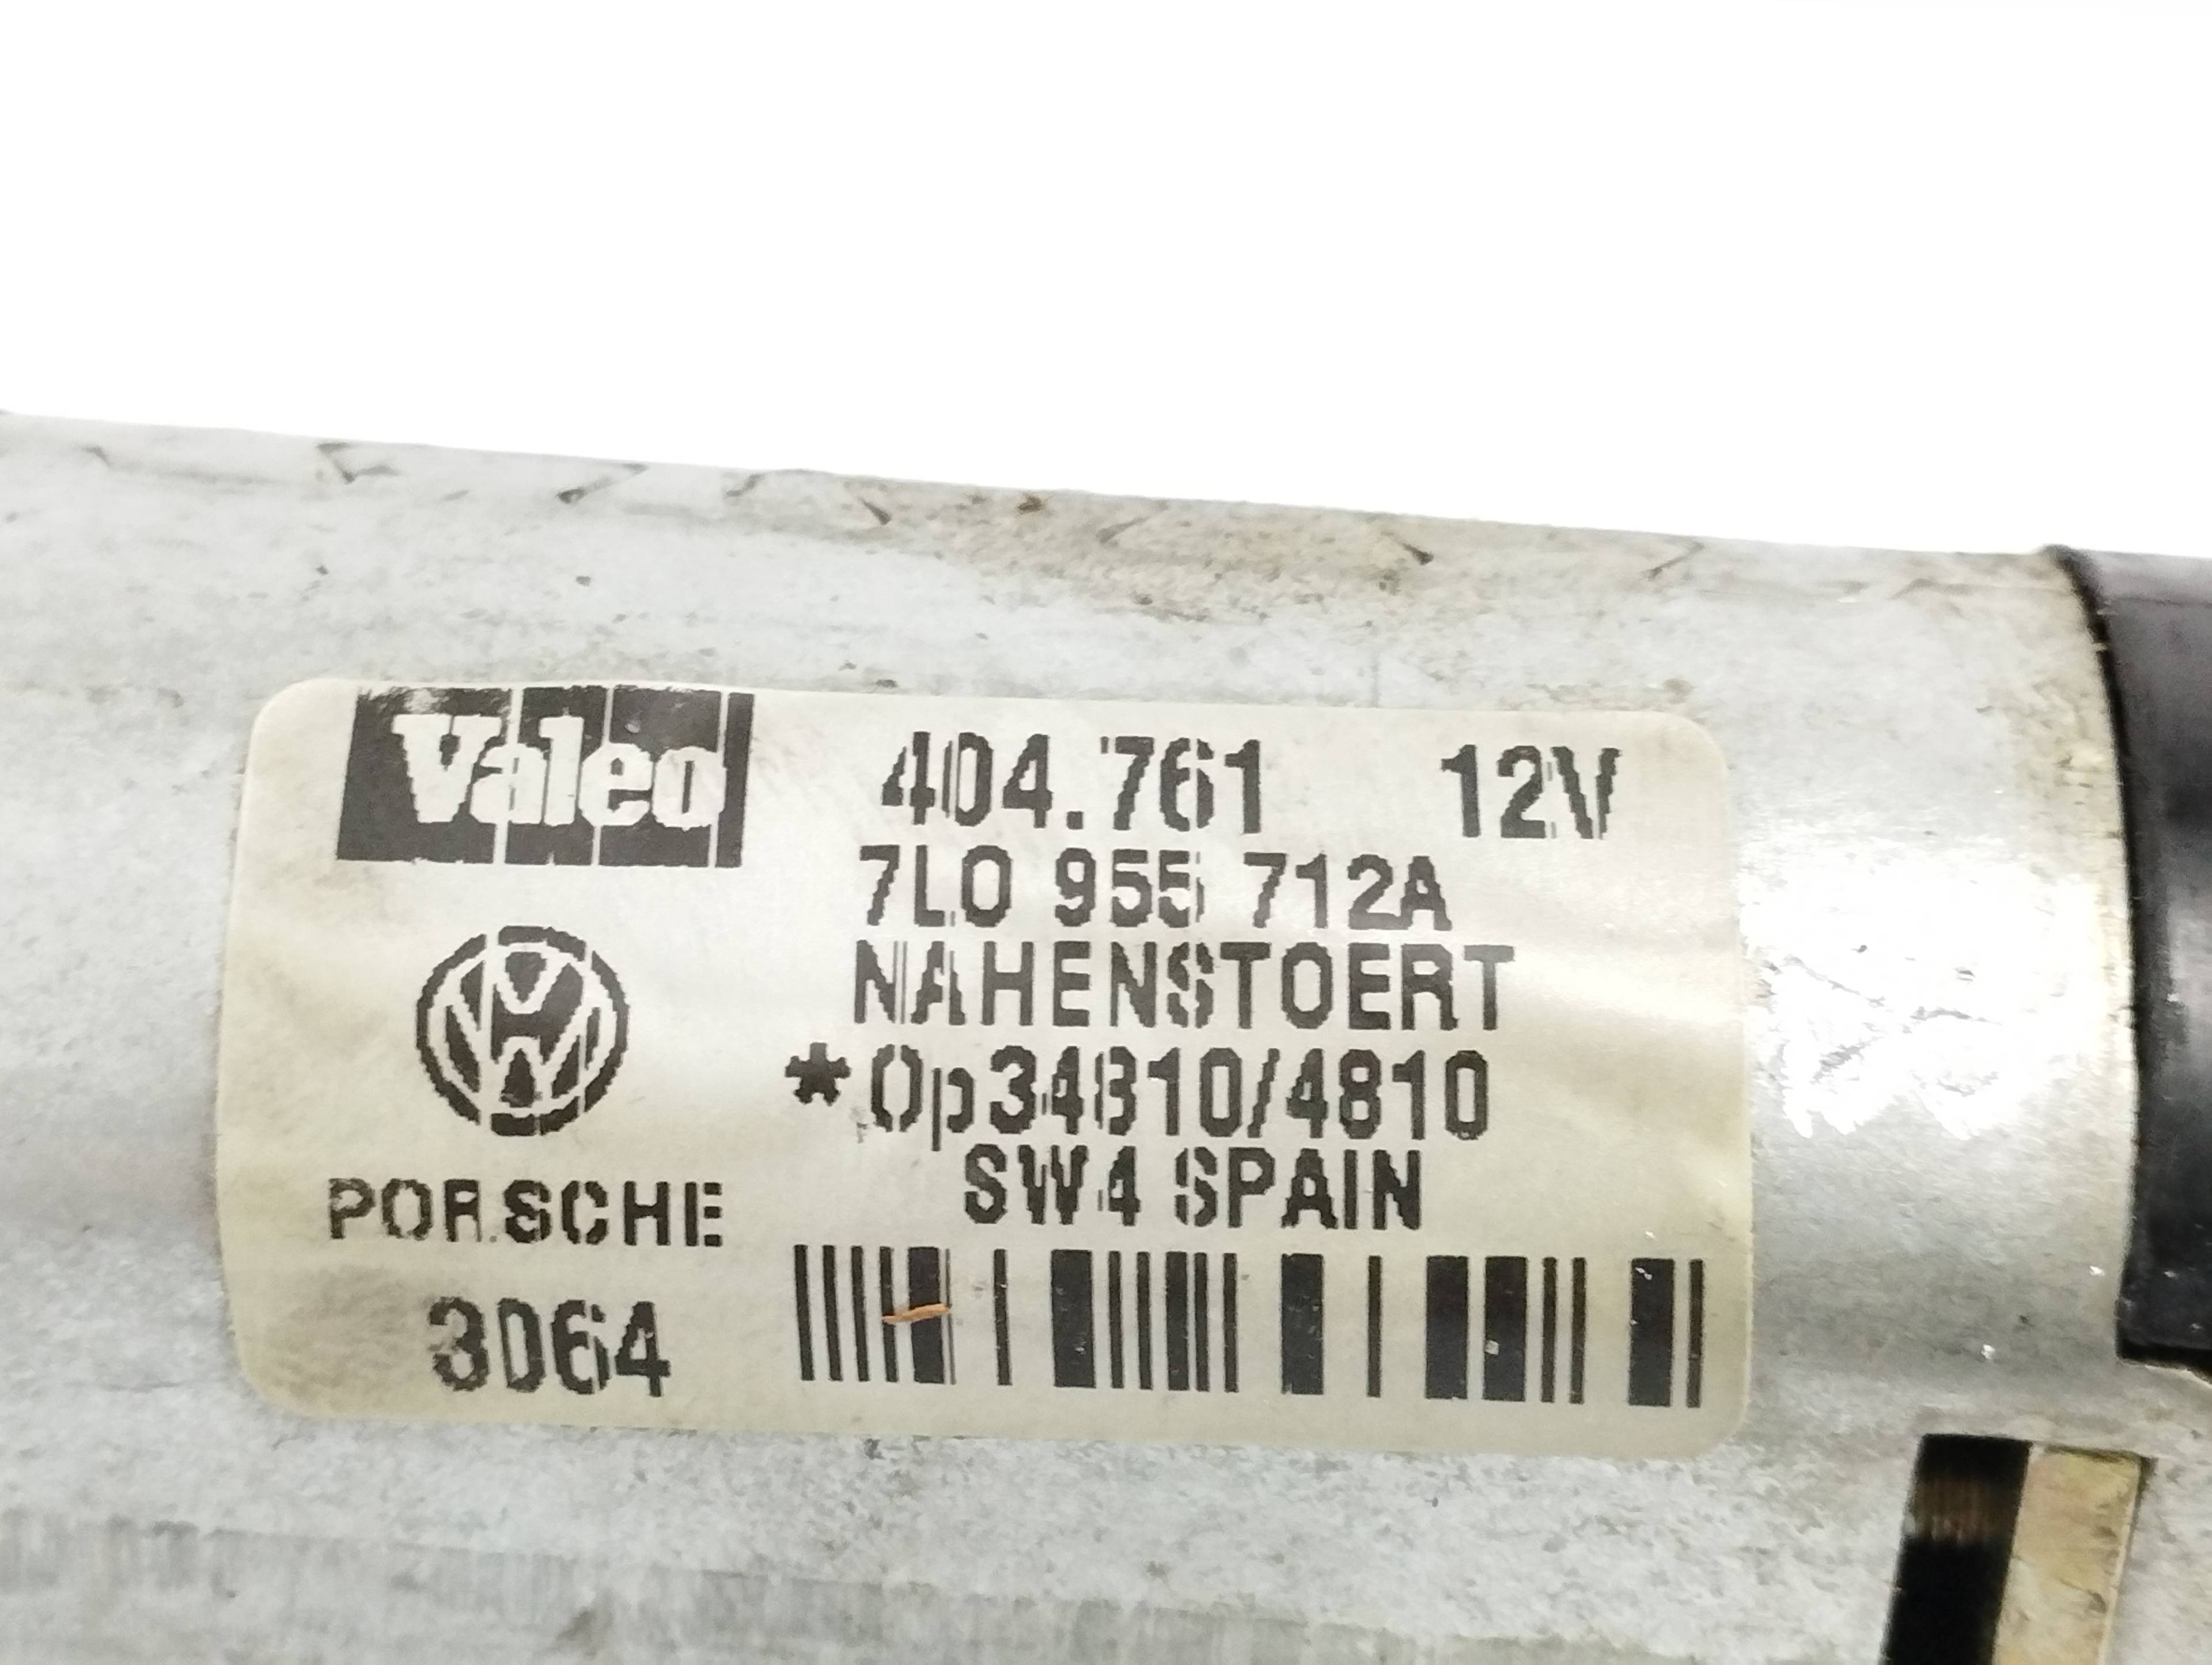 Valeo
404.761 12V
7L0 955 712A
NAHENSTOERT
*Op34810/4810
SW4 SPAIN
PORSCHE
3064